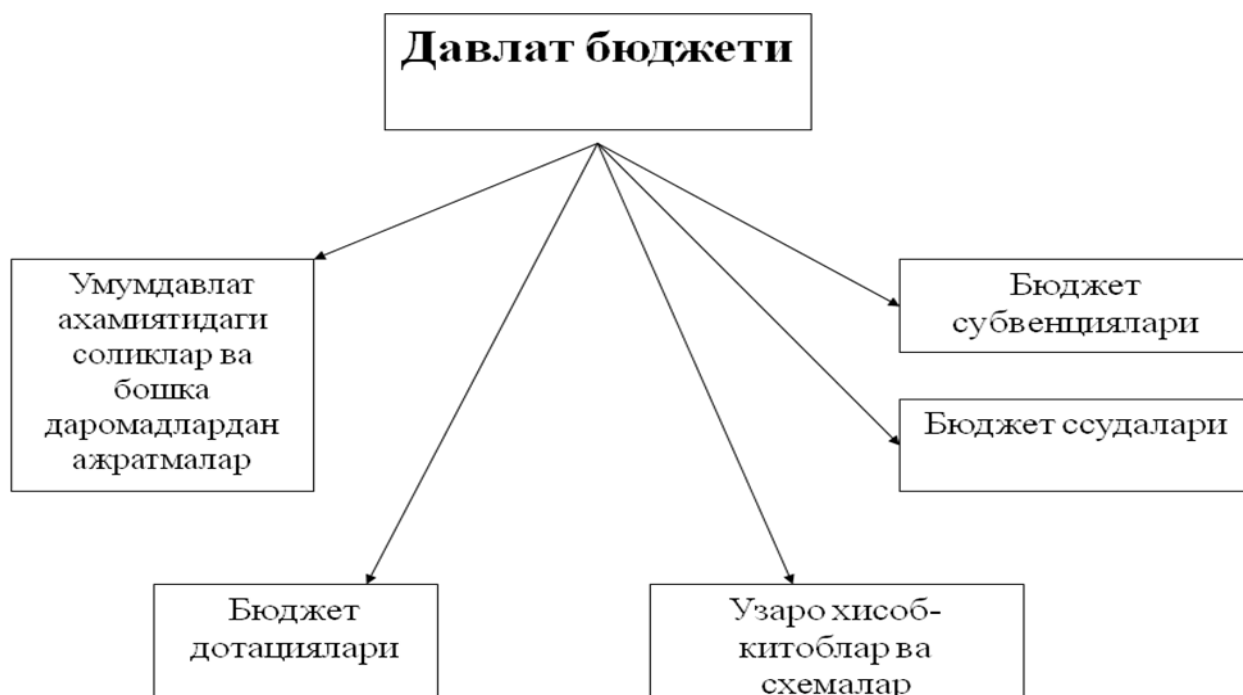 Давлат бюджети
Умумдавлат
ахамиятидаги
соликлар ва
бошка
даромадлардан
ажратмалар
Бюджет
субвенциялари
Бюджет ссудалари
Бюджет
дотациялари
Узаро хисоб-
китоблар ва
схемалар